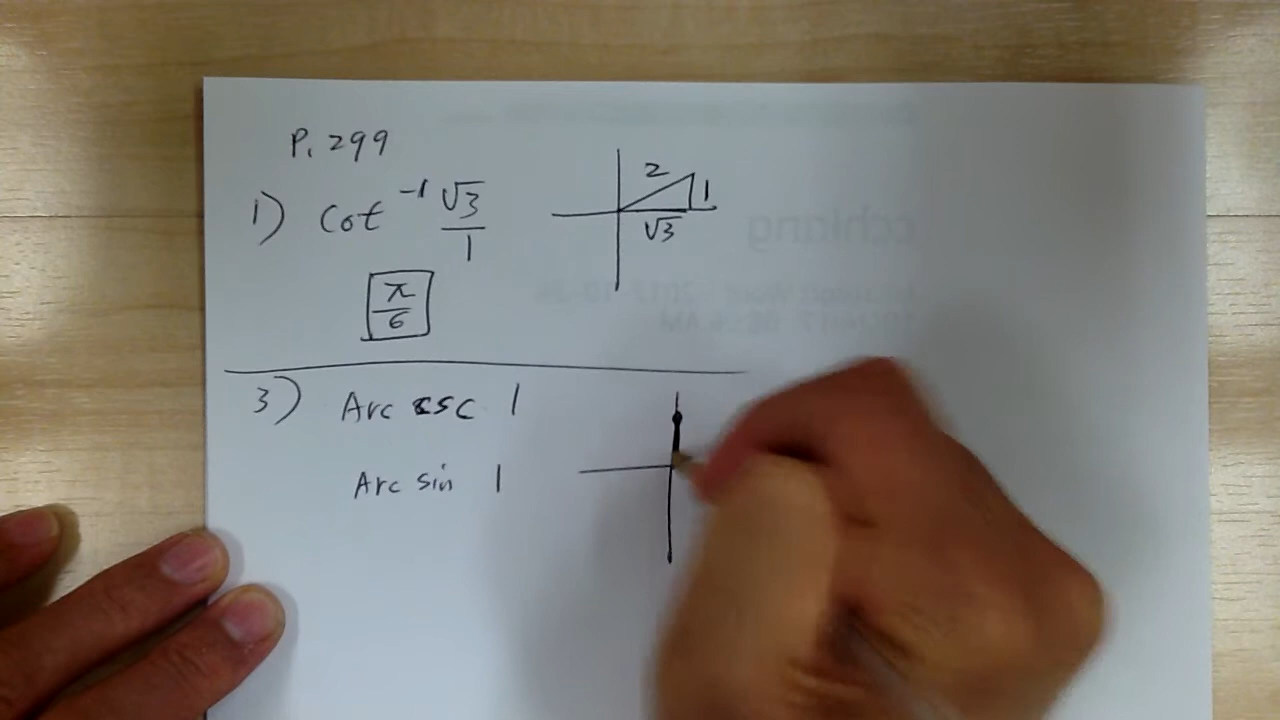 P. 299
1) cot ⁻¹ √3/1
2
1
√3
π/6
3) Arc csc 1
Arc sin 1